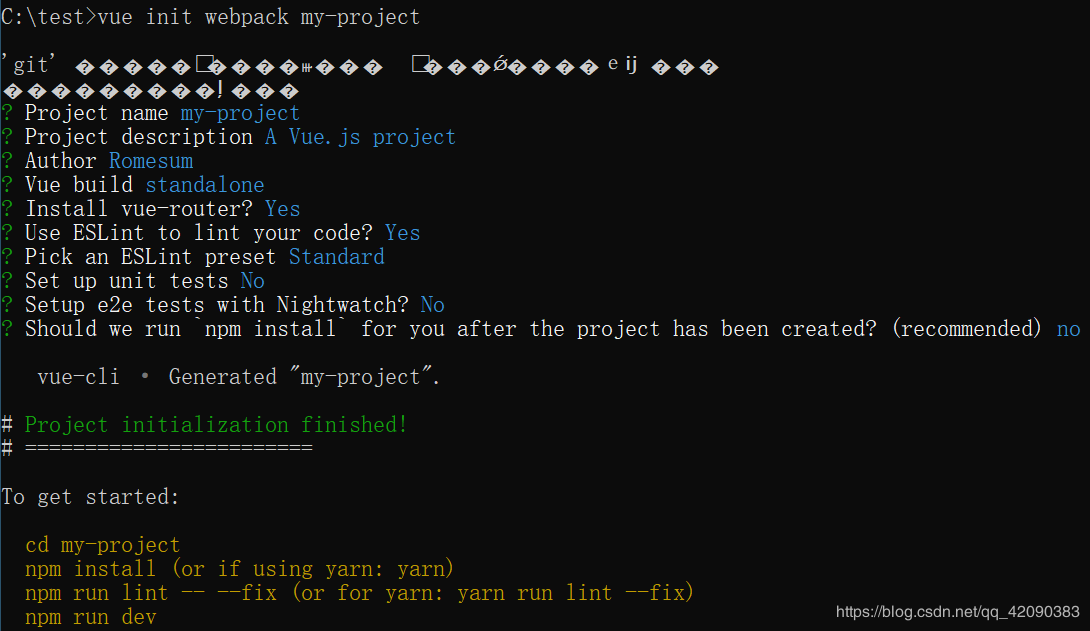 C:\test>vue init webpack my-project
'git'
? Project name my-project
? Project description A Vue.js project
? Author Romesum
? Vue build standalone
? Install vue-router? Yes
? Use ESLint to lint your code? Yes
? Pick an ESLint preset Standard
? Set up unit tests No
? Setup e2e tests with Nightwatch? No
? Should we run `npm install` for you after the project has been created? (recommended) no
vue-cli · Generated "my-project".
# Project initialization finished!
# ========================
To get started:
cd my-project
npm install (or if using yarn: yarn)
npm run lint -- --fix (or for yarn: yarn run lint --fix)
npm run dev
https://blog.csdn.net/qq_42090383